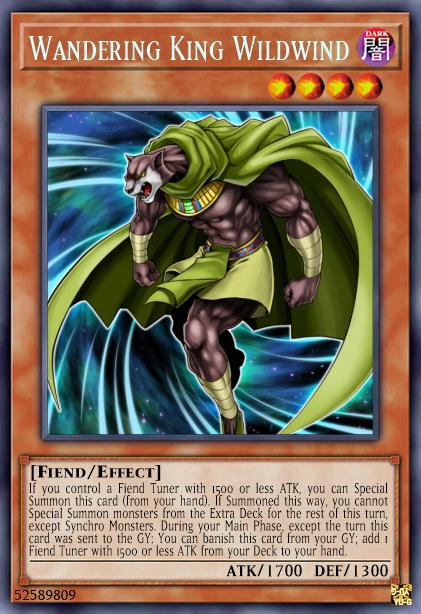 WANDERING KING WILDWIND
DARK
闇
[FIEND/EFFECT]
If you control a Fiend Tuner with 1500 or less ATK, you can Special
Summon this card (from your hand). If Summoned this way, you cannot
Special Summon monsters from the Extra Deck for the rest of this turn,
except Synchro Monsters. During your Main Phase, except the turn this
card was sent to the GY: You can banish this card from your GY; add 1
Fiend Tuner with 1500 or less ATK from your Deck to your hand.
ATK/1700 DEF/1300
52589809